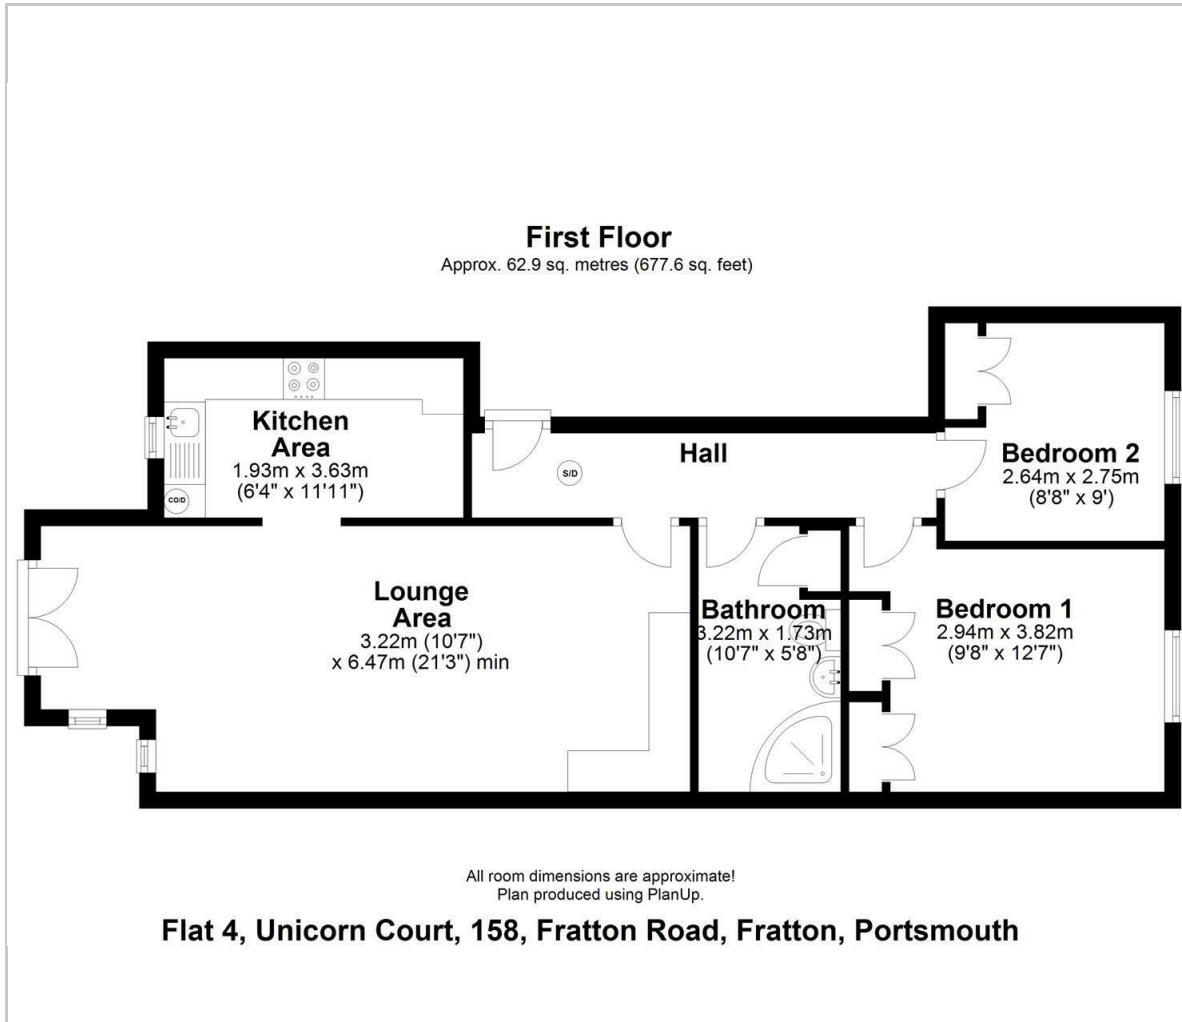 First Floor
Approx. 62.9 sq. metres (677.6 sq. feet)
Kitchen
Area
1.93m x 3.63m
(6'4" x 11'11")
CO/D
S/D
Hall
Bedroom 2
2.64m x 2.75m
(8'8" x 9')
Lounge
Area
3.22m (10'7")
x 6.47m (21'3") min
Bathroom
3.22m x 1.73m
(10'7" x 5'8")
Bedroom 1
2.94m x 3.82m
(9'8" x 12'7")
All room dimensions are approximate!
Plan produced using PlanUp.
Flat 4, Unicorn Court, 158, Fratton Road, Fratton, Portsmouth